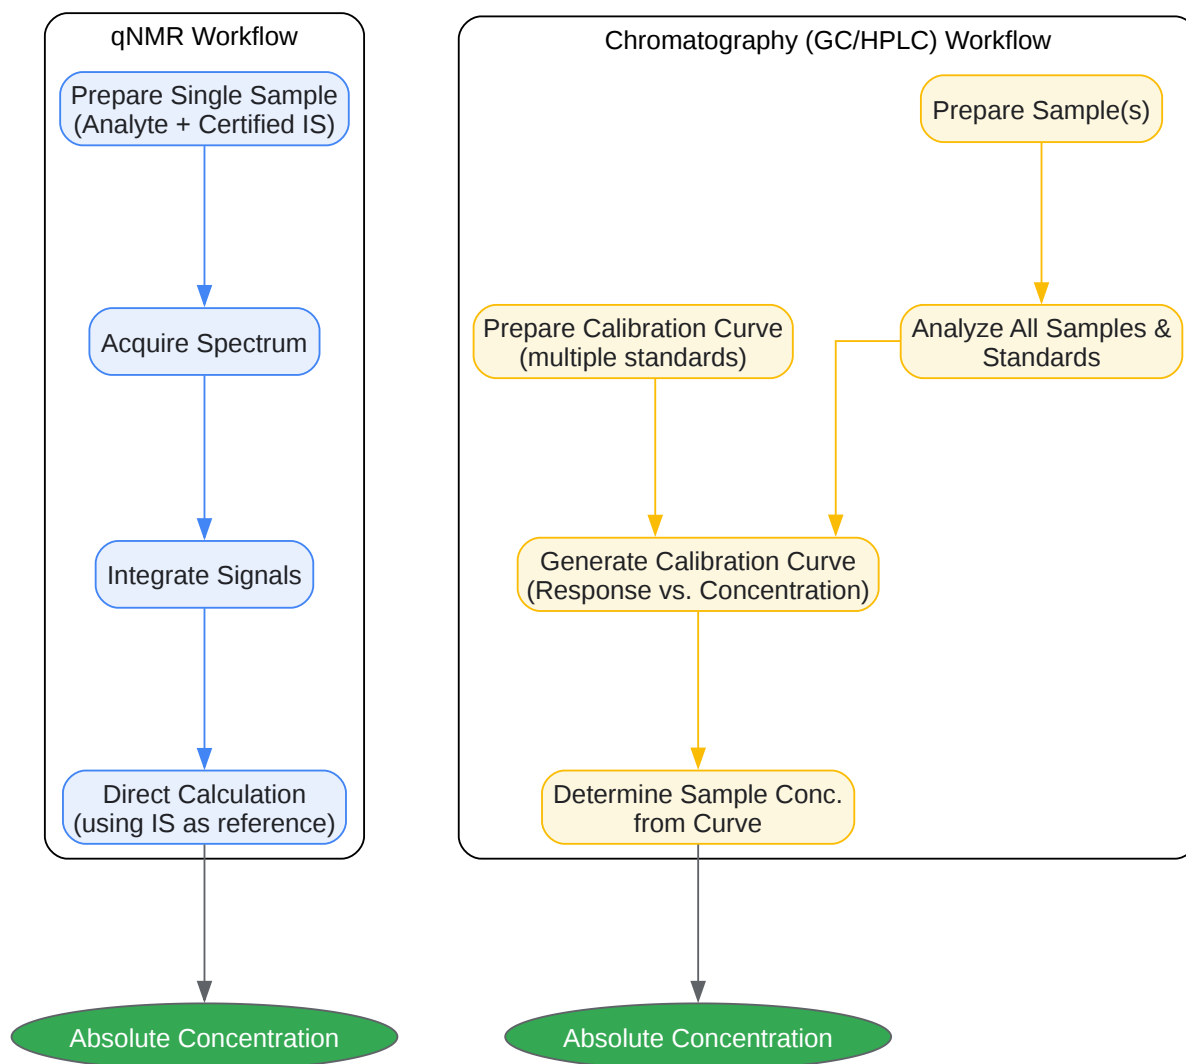 qNMR Workflow
Prepare Single Sample
(Analyte + Certified IS)
Acquire Spectrum
Integrate Signals
Direct Calculation
(using IS as reference)
Absolute Concentration
Chromatography (GC/HPLC) Workflow
Prepare Sample(s)
Prepare Calibration Curve
(multiple standards)
Analyze All Samples &
Standards
Generate Calibration Curve
(Response vs. Concentration)
Determine Sample Conc.
from Curve
Absolute Concentration